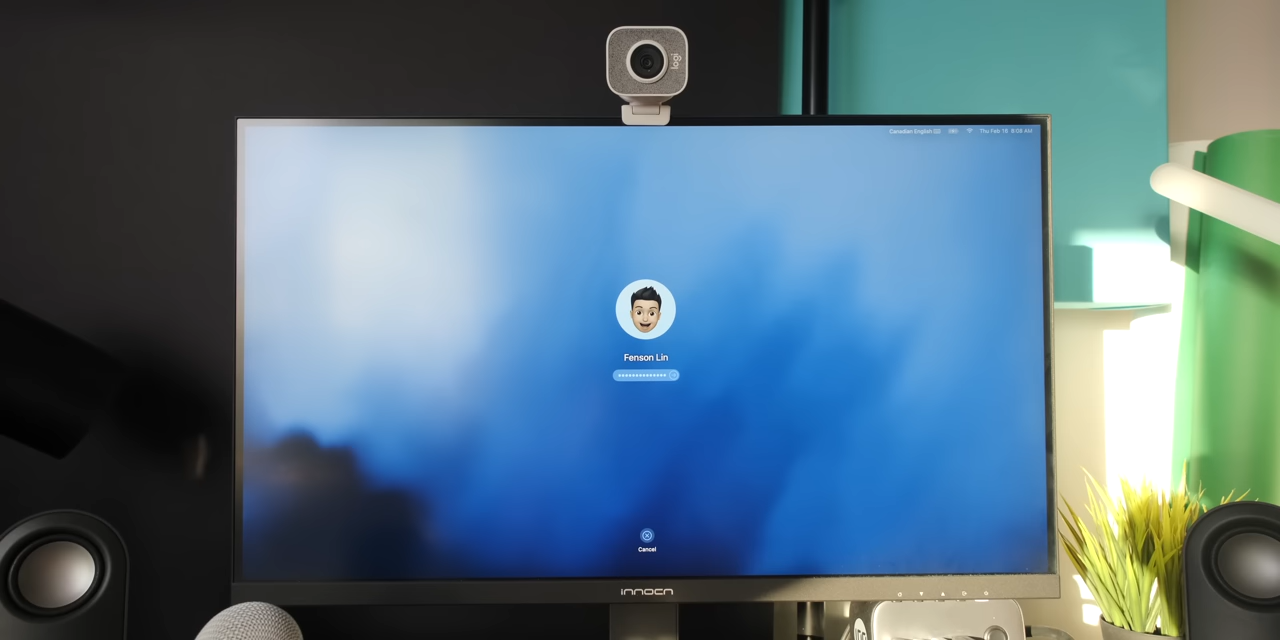 logi
Canadian English
Thu Feb 18 8:09 AM
Fenson Lin
Cancel
INNOCN